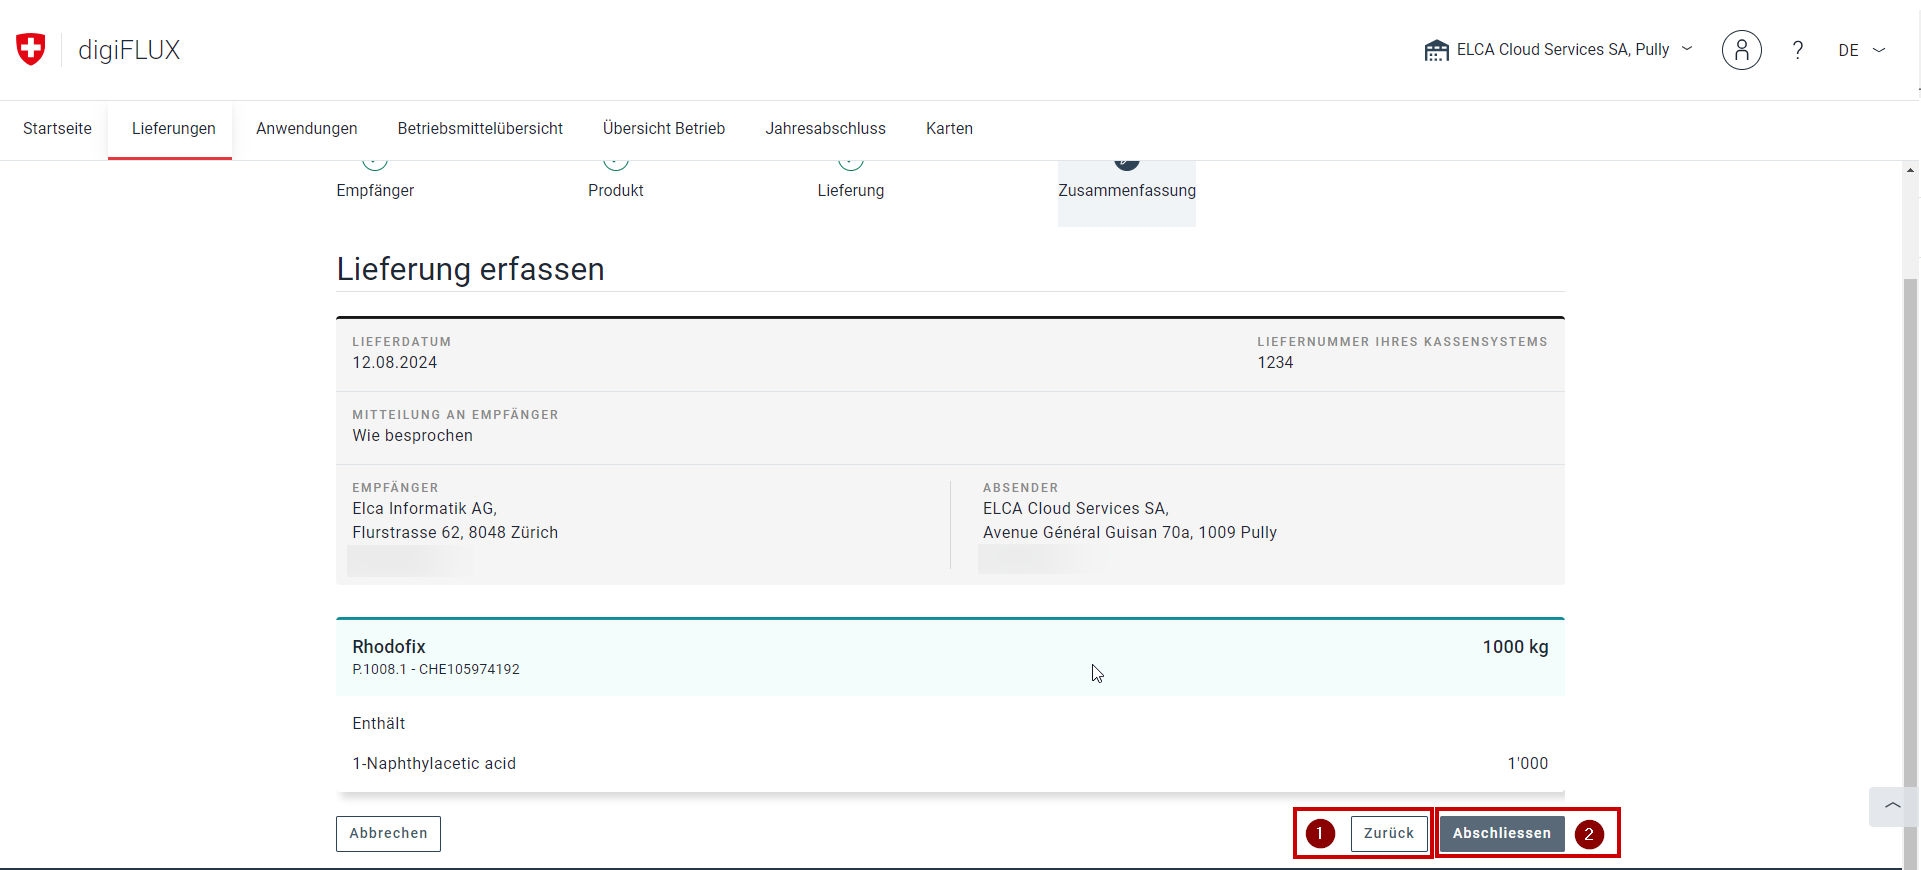 digiFLUX
ELCA Cloud Services SA, Pully
?
DE
Startseite
Lieferungen
Anwendungen
Betriebsmittelübersicht
Übersicht Betrieb
Jahresabschluss
Karten
Empfänger
Produkt
Lieferung
Zusammenfassung
Lieferung erfassen
LIEFERDATUM
12.08.2024
LIEFERNUMMER IHRES KASSENSYSTEMS
1234
MITTEILUNG AN EMPFÄNGER
Wie besprochen
EMPFÄNGER
Elca Informatik AG,
Flurstrasse 62, 8048 Zürich
ABSENDER
ELCA Cloud Services SA,
Avenue Général Guisan 70a, 1009 Pully
Rhodofix
1000 kg
P.1008.1 - CHE105974192
Enthält
1-Naphthylacetic acid
1'000
Abbrechen
1
Zurück
Abschliessen
2